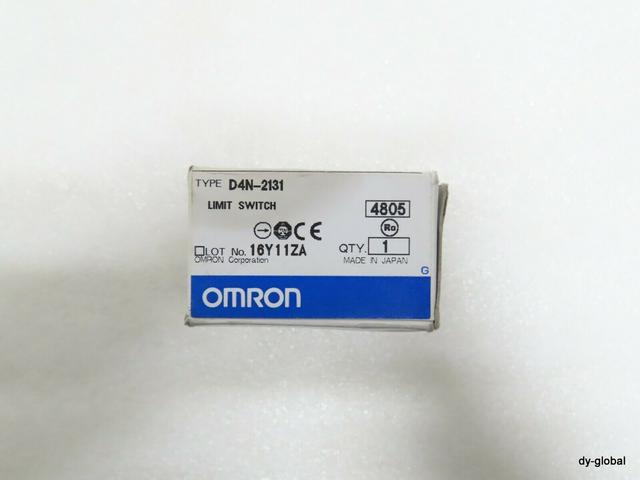 TYPE D4N-2131
LIMIT SWITCH
4805
CE
LOT No. 16Y11ZA
QTY. 1
OMRON Corporation
MADE IN JAPAN
G
OMRON
dy-global